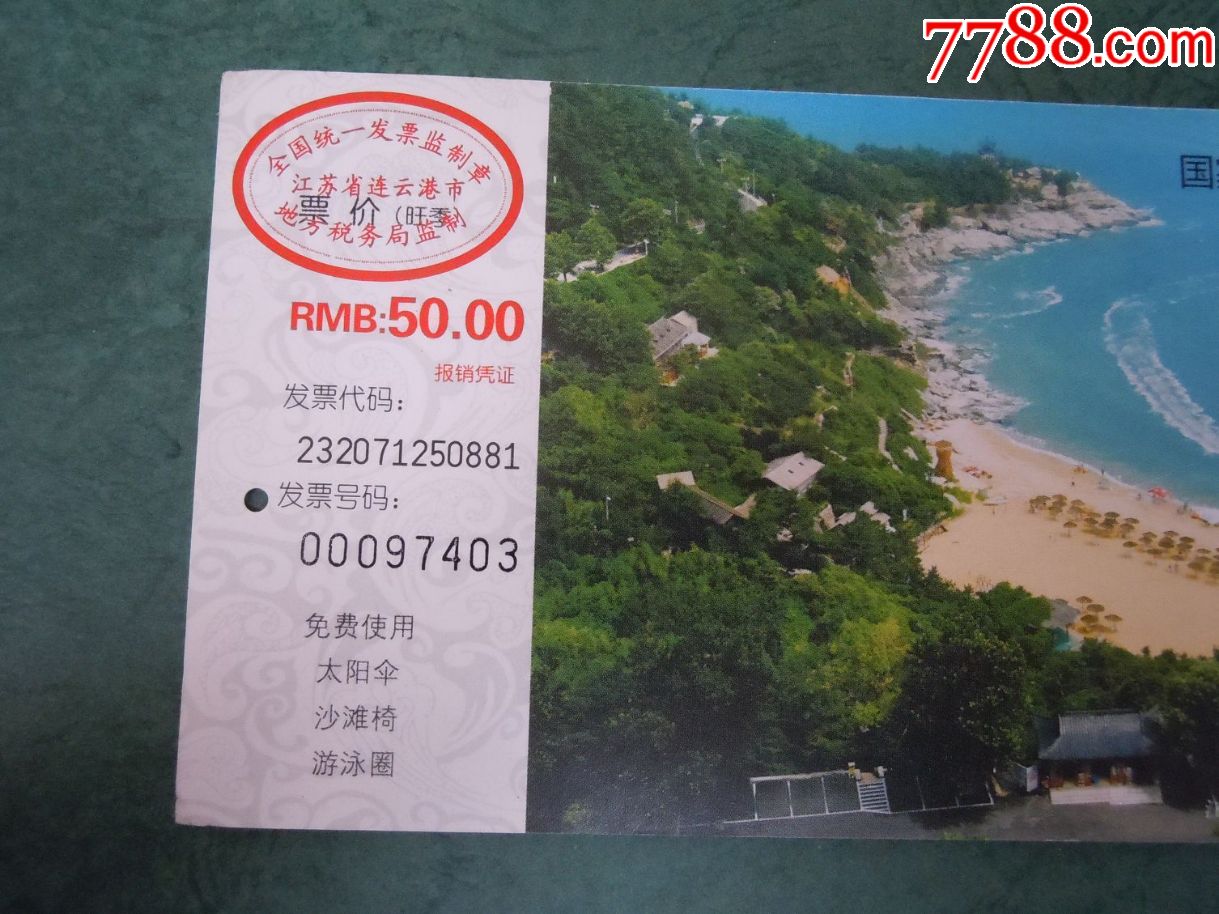 7788.com
全国统一发票监制章
江苏省连云港市
票 价(旺季)
地方税务局监制
RMB:50.00
报销凭证
发票代码:
232071250881
发票号码:
00097403
免费使用
太阳伞
沙滩椅
游泳圈
国